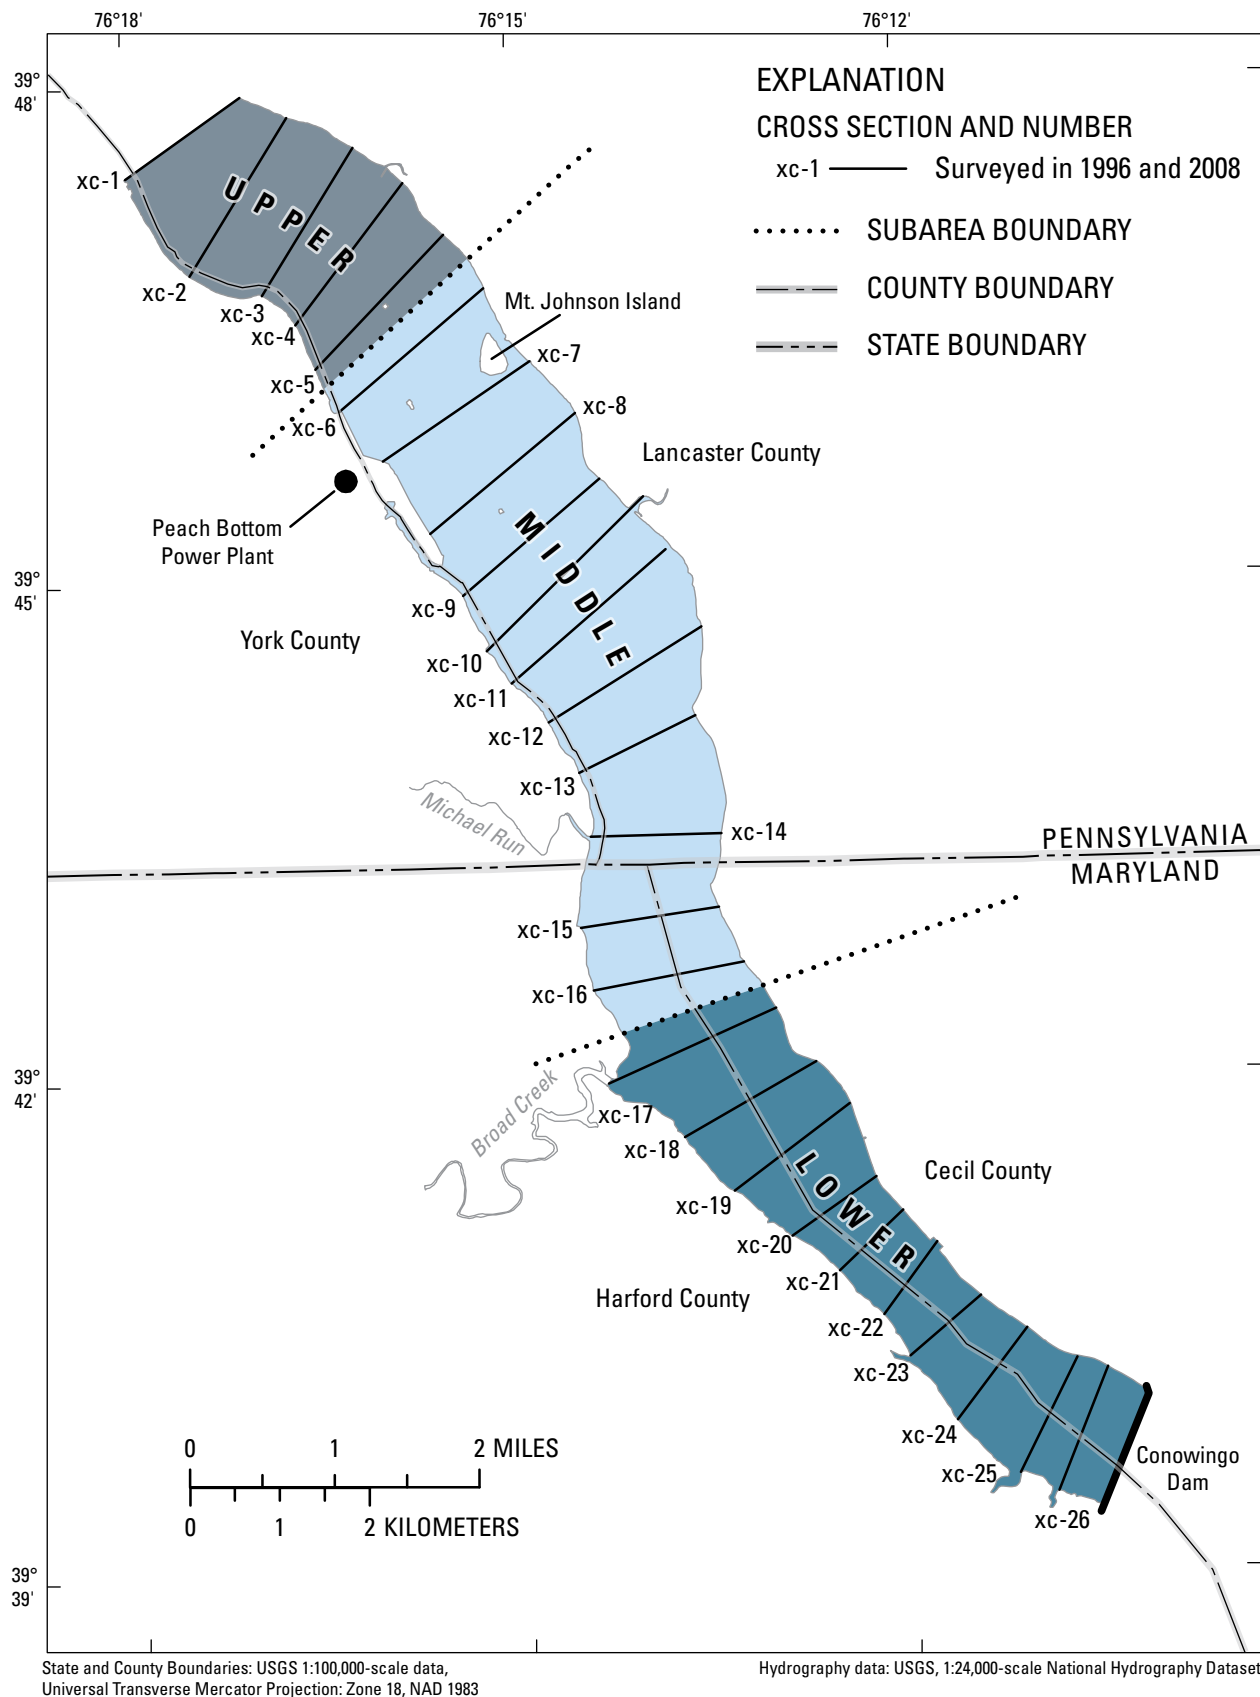 76°18'
76°15'
76°12'
39°
48'
EXPLANATION
CROSS SECTION AND NUMBER
xc-1 Surveyed in 1996 and 2008
SUBAREA BOUNDARY
COUNTY BOUNDARY
STATE BOUNDARY
xc-1
UPPER
xc-2
xc-3
xc-4
xc-5
xc-6
Mt. Johnson Island
xc-7
xc-8
Lancaster County
Peach Bottom
Power Plant
MIDDLE
39°
45'
xc-9
York County
xc-10
xc-11
xc-12
xc-13
Michael Run
xc-14
PENNSYLVANIA
MARYLAND
xc-15
xc-16
39°
42'
Broad Creek
xc-17
xc-18
xc-19
xc-20
xc-21
xc-22
xc-23
xc-24
xc-25
xc-26
LOWER
Cecil County
Harford County
Conowingo
Dam
0 1 2 MILES
0 1 2 KILOMETERS
39°
39'
State and County Boundaries: USGS 1:100,000-scale data,
Universal Transverse Mercator Projection: Zone 18, NAD 1983
Hydrography data: USGS, 1:24,000-scale National Hydrography Dataset